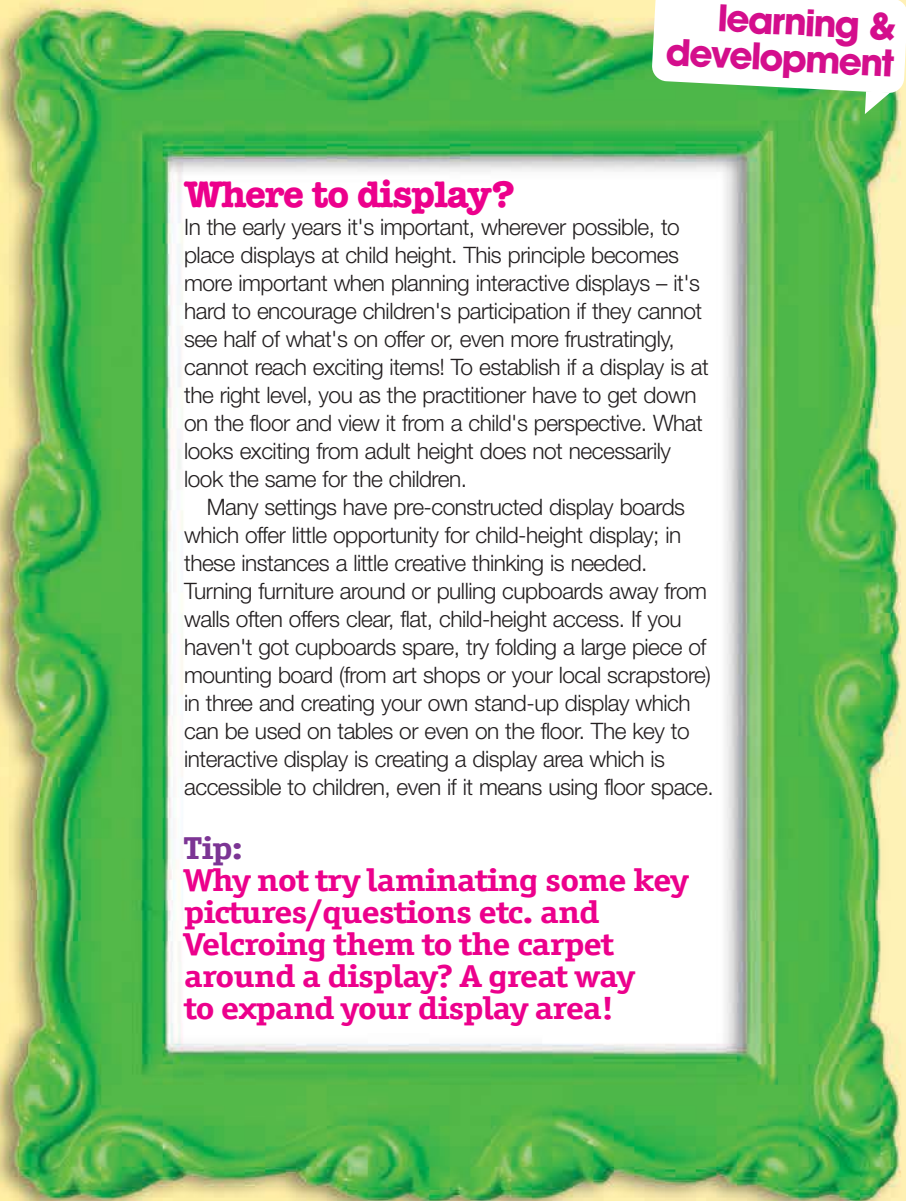 learning &
development
Where to display?
In the early years it's important, wherever possible, to
place displays at child height. This principle becomes
more important when planning interactive displays – it's
hard to encourage children's participation if they cannot
see half of what's on offer or, even more frustratingly,
cannot reach exciting items! To establish if a display is at
the right level, you as the practitioner have to get down
on the floor and view it from a child's perspective. What
looks exciting from adult height does not necessarily
look the same for the children.
Many settings have pre-constructed display boards
which offer little opportunity for child-height display; in
these instances a little creative thinking is needed.
Turning furniture around or pulling cupboards away from
walls often offers clear, flat, child-height access. If you
haven't got cupboards spare, try folding a large piece of
mounting board (from art shops or your local scrapstore)
in three and creating your own stand-up display which
can be used on tables or even on the floor. The key to
interactive display is creating a display area which is
accessible to children, even if it means using floor space.
Tip:
Why not try laminating some key
pictures/questions etc. and
Velcroing them to the carpet
around a display? A great way
to expand your display area!